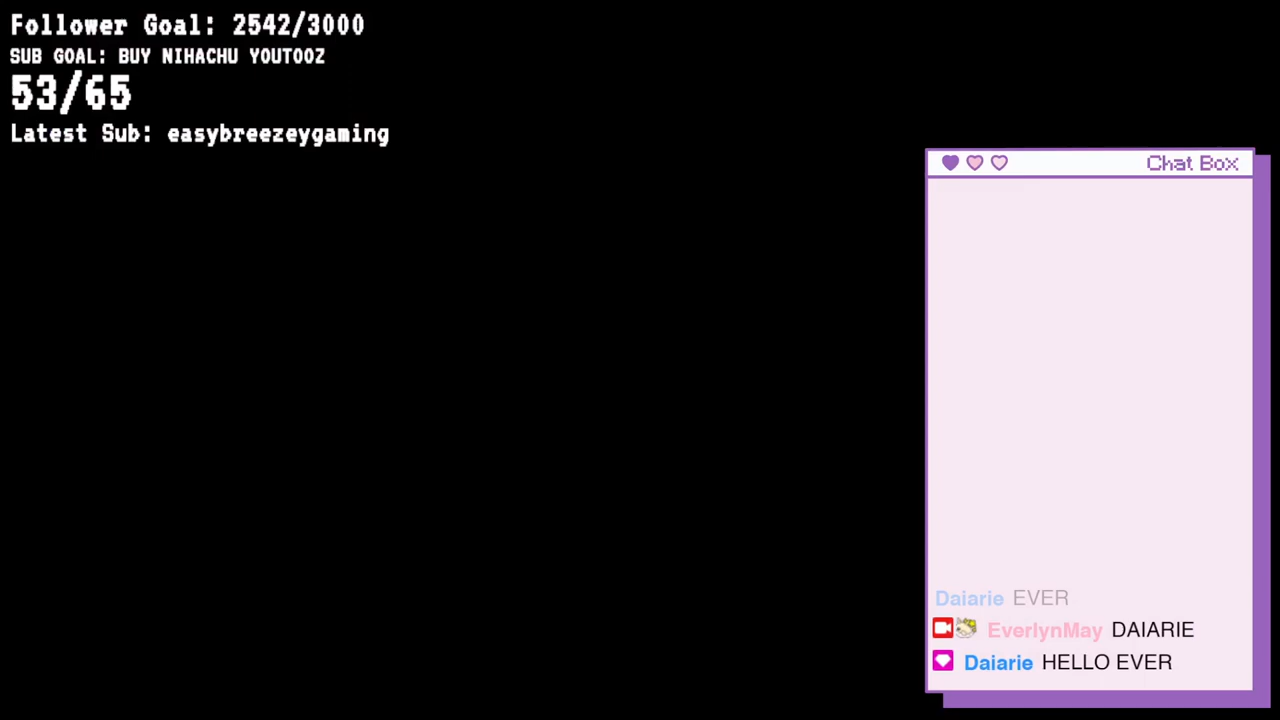 Follower Goal: 2542/3000
SUB GOAL: BUY NIHACHU YOUTOOZ
53/65
Latest Sub: easybreezeygaming
Chat Box
Daiarie EVER
EverlynMay DAIARIE
Daiarie HELLO EVER